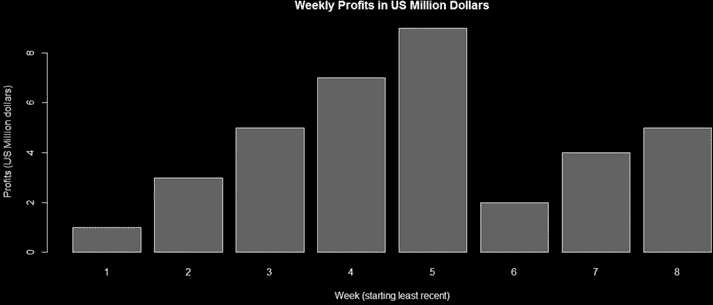 Weekly Profits in US Million Dollars
Profits (US Million dollars)
8
6
4
2
0
1 2 3 4 5 6 7 8
Week (starting least recent)